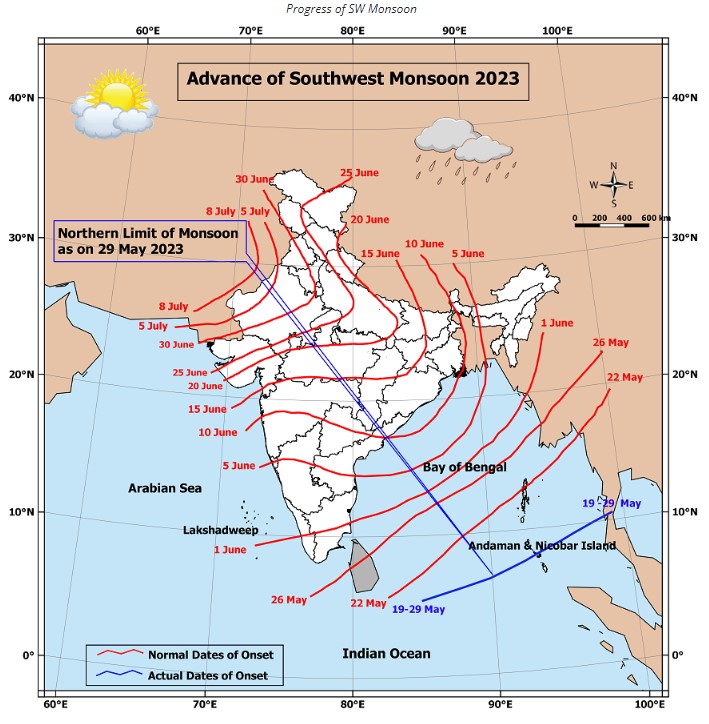 Progress of SW Monsoon
60°E 70°E 80°E 90°E 100°E
Advance of Southwest Monsoon 2023
40°N 40°N
N
W E
S
0 200 400 600 km
30 June 25 June
8 July 5 July 20 June
Northern Limit of Monsoon
as on 29 May 2023
30°N 30°N
15 June 10 June 5 June
8 July
5 July
1 June
30 June
26 May
25 June
22 May
20°N 20°N
20 June
15 June
10 June
5 June
Bay of Bengal
Arabian Sea
19-29 May
10°N 10°N
Lakshadweep
1 June
Andaman & Nicobar Island
26 May 22 May
19-29 May
Indian Ocean
0° 0°
Normal Dates of Onset
Actual Dates of Onset
60°E 70°E 80°E 90°E 100°E